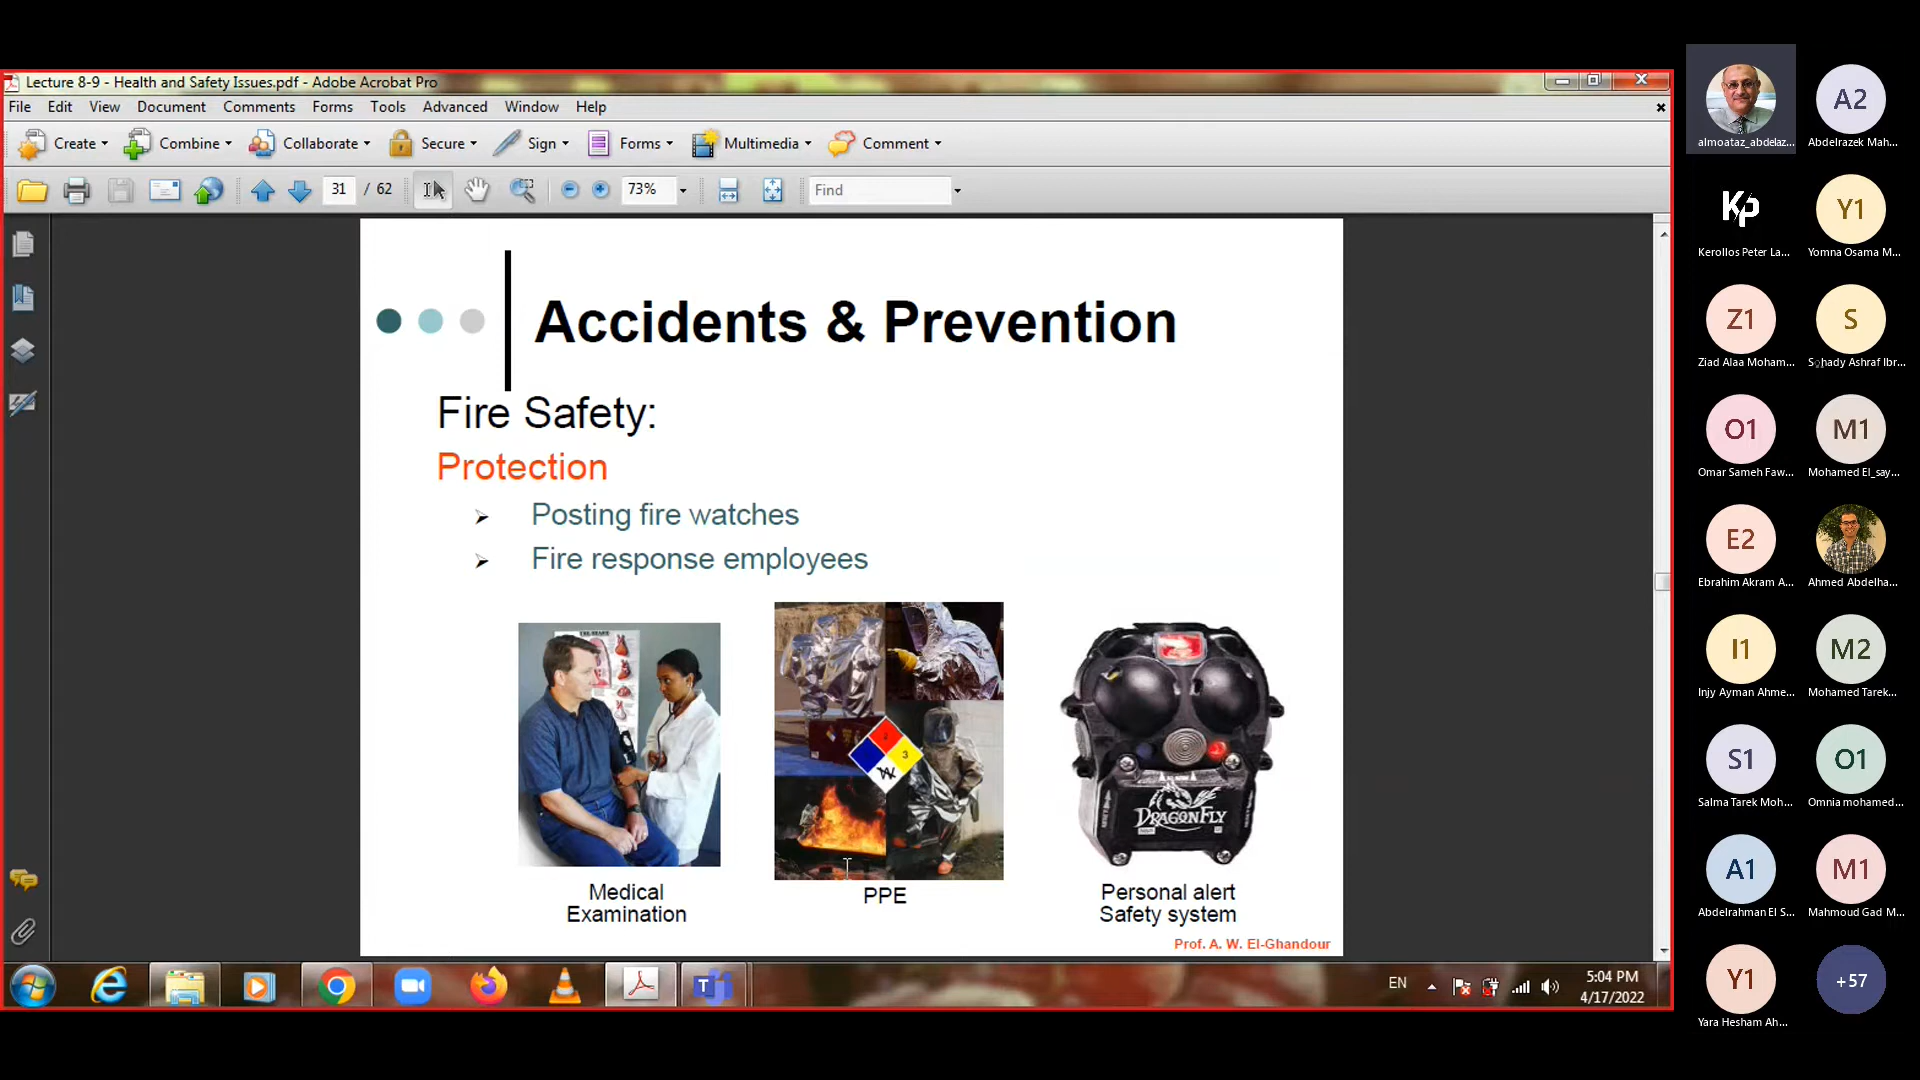 Lecture 8-9 - Health and Safety Issues.pdf - Adobe Acrobat Pro
File Edit View Document Comments Forms Tools Advanced Window Help
Create Combine Collaborate Secure Sign Forms Multimedia Comment
31 / 62 73% Find
Accidents & Prevention
Fire Safety:
Protection
Posting fire watches
Fire response employees
2
3
W
DRAGONFLY
Medical
Examination
PPE
Personal alert
Safety system
Prof. A. W. El-Ghandour
EN
5:04 PM
4/17/2022
almoataz_abdelaz...
A2
Abdelrazek Mah...
Kp
Kerollos Peter La...
Y1
Yomna Osama M...
Z1
Ziad Alaa Moham...
S
Sohady Ashraf Ibr...
O1
Omar Sameh Faw...
M1
Mohamed El_say...
E2
Ebrahim Akram A...
Ahmed Abdelha...
I1
Injy Ayman Ahme...
M2
Mohamed Tarek...
S1
Salma Tarek Moh...
O1
Omnia mohamed...
A1
Abdelrahman El S...
M1
Mahmoud Gad M...
Y1
Yara Hesham Ah...
+57